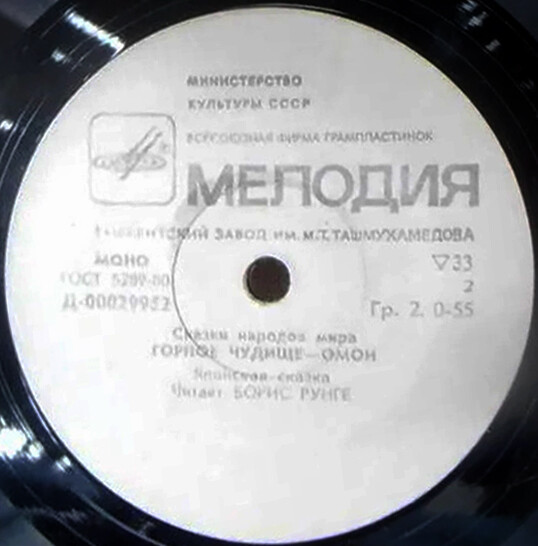 МИНИСТЕРСТВО
КУЛЬТУРЫ СССР
ВСЕСОЮЗНАЯ ФИРМА ГРАМПЛАСТИНОК
МЕЛОДИЯ
ТАШКЕНТСКИЙ ЗАВОД ИМ. М.Т. ТАШМУХАМЕДОВА
МОНО
▽33
ГОСТ 5289-80
2
Д-00029952
Гр. 2. 0-55
Сказки народов мира
ГОРНОЕ ЧУДИЩЕ-ОМОН
Японская сказка
Читает БОРИС РУНГЕ